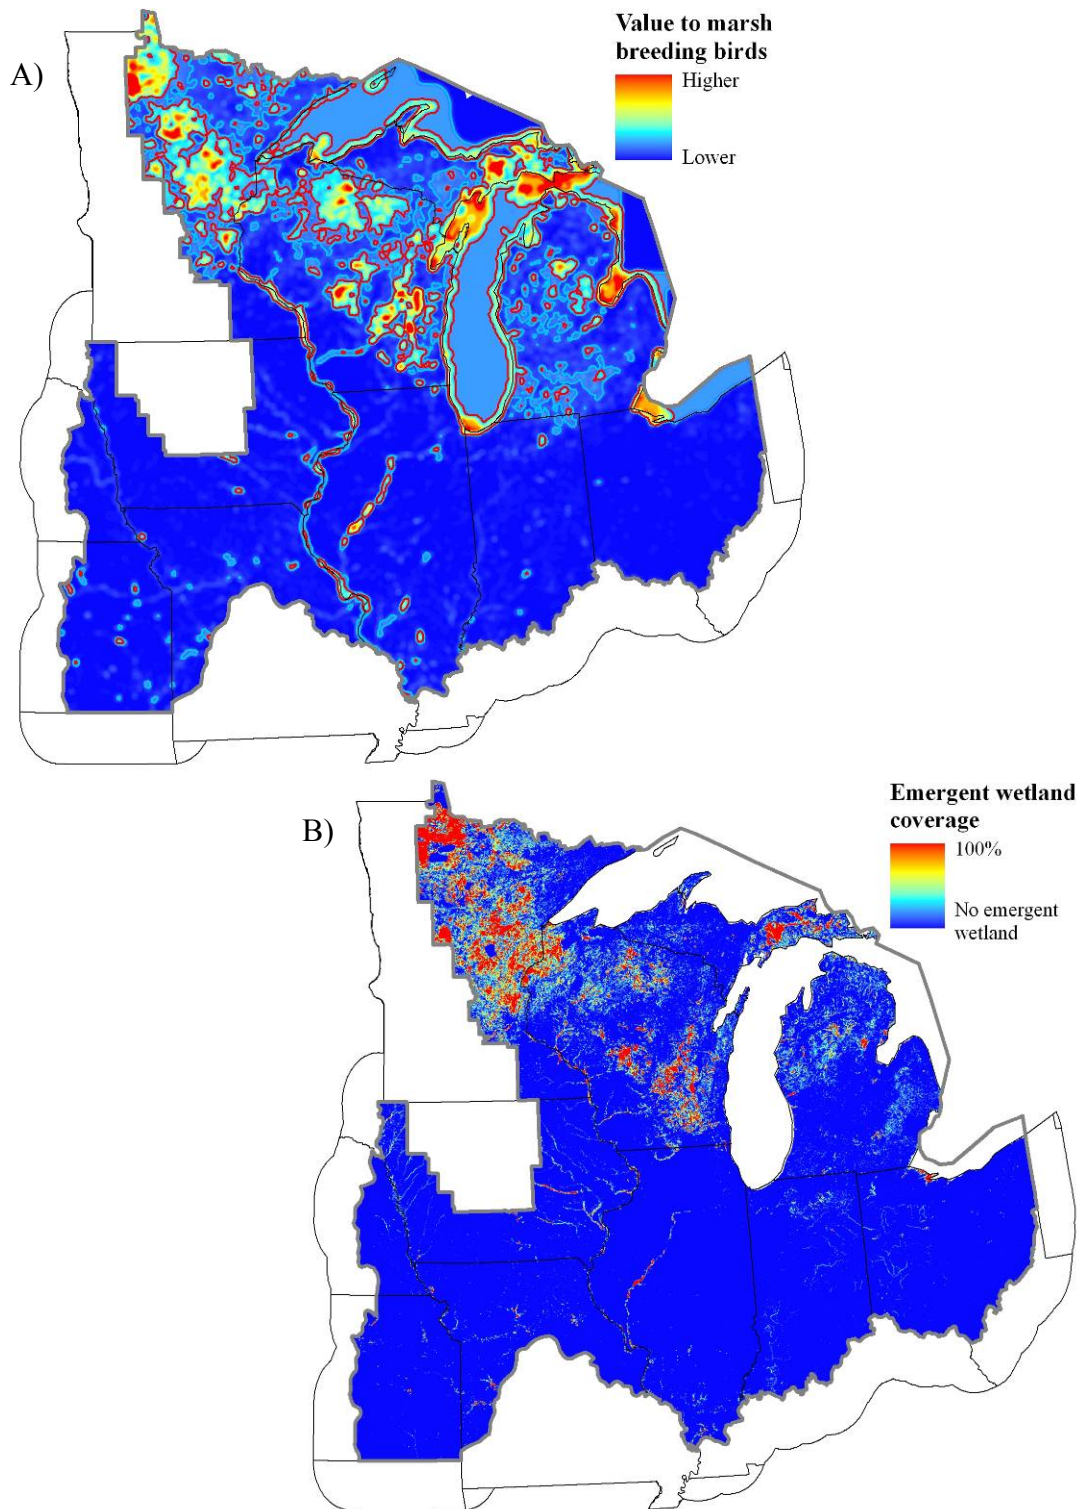 A)
Value to marsh
breeding birds
Higher
Lower
B)
Emergent wetland
coverage
100%
No emergent
wetland